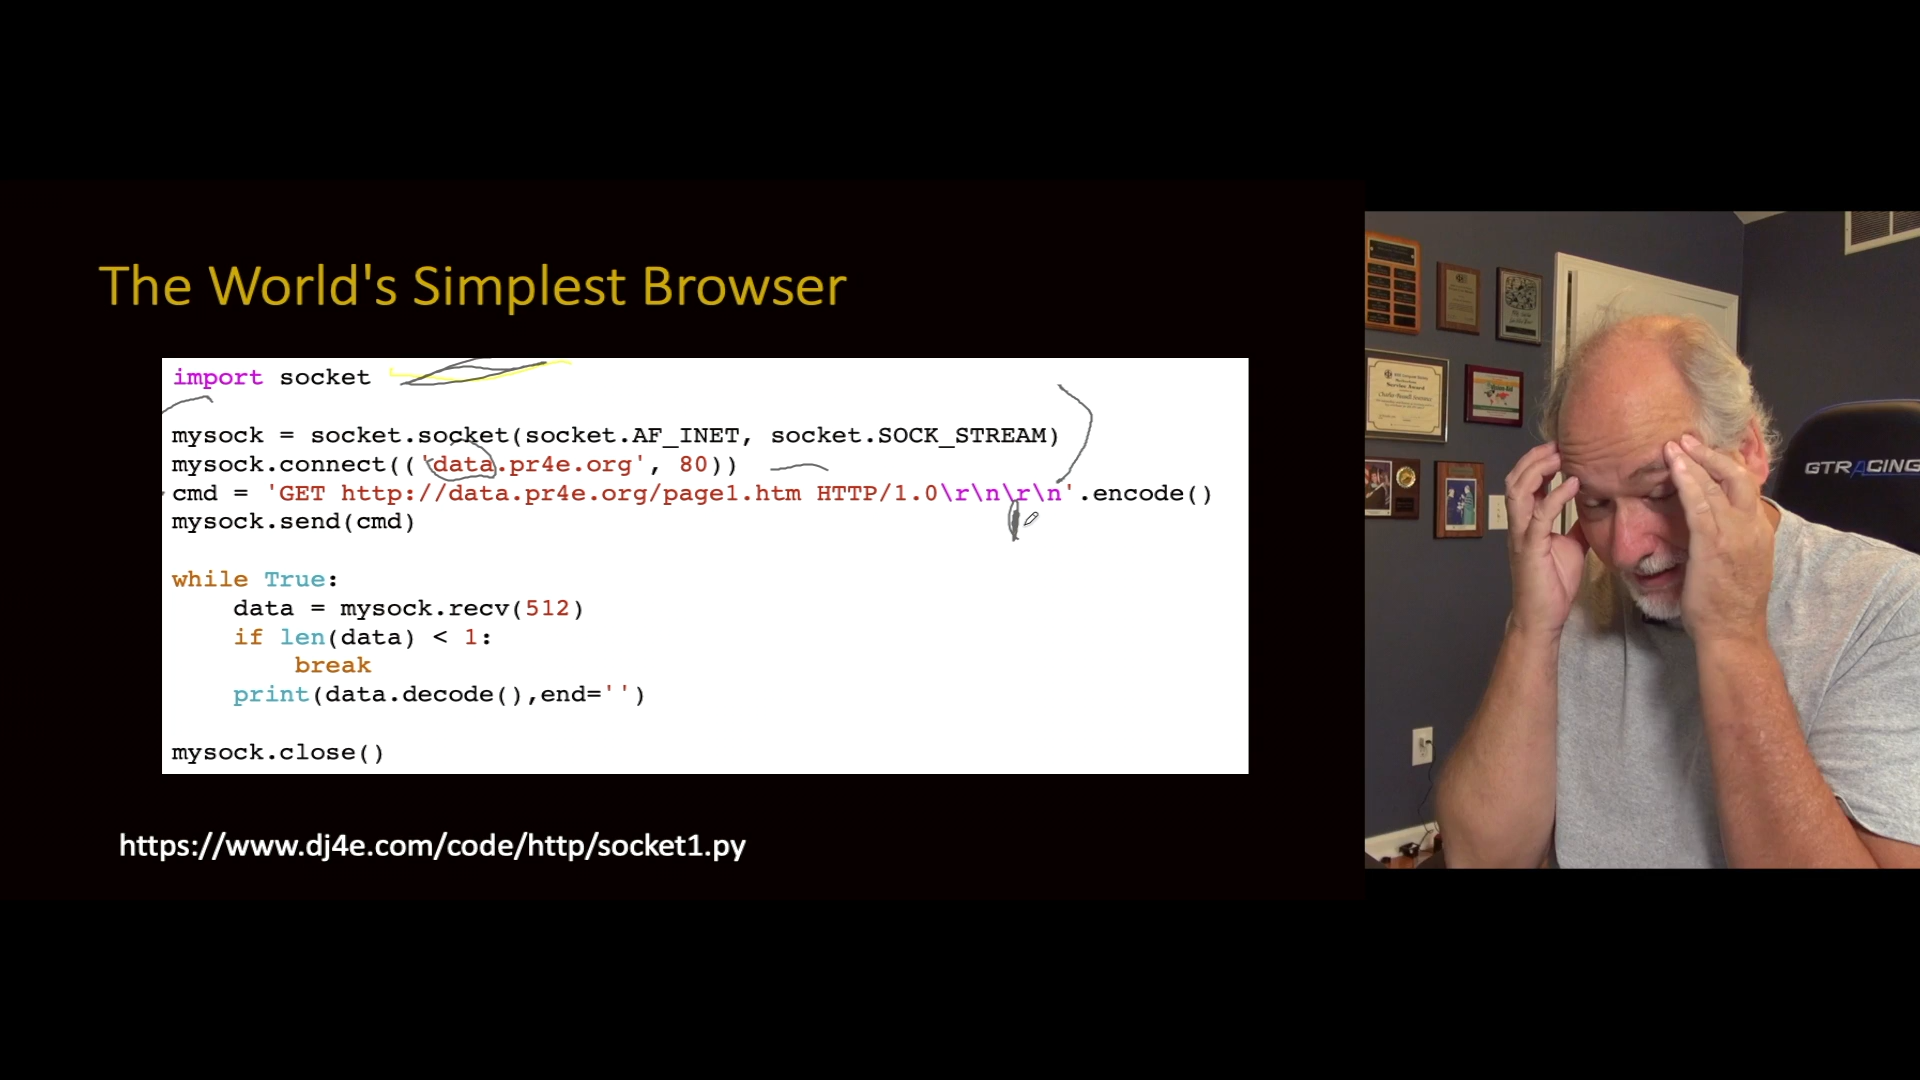 The World's Simplest Browser
import socket
mysock = socket.socket(socket.AF_INET, socket.SOCK_STREAM)
mysock.connect(('data.pr4e.org', 80))
cmd = 'GET http://data.pr4e.org/page1.htm HTTP/1.0\r\n\r\n'.encode()
mysock.send(cmd)
while True:
    data = mysock.recv(512)
    if len(data) < 1:
        break
    print(data.decode(),end='')
mysock.close()
https://www.dj4e.com/code/http/socket1.py
GTRACING
Service Award